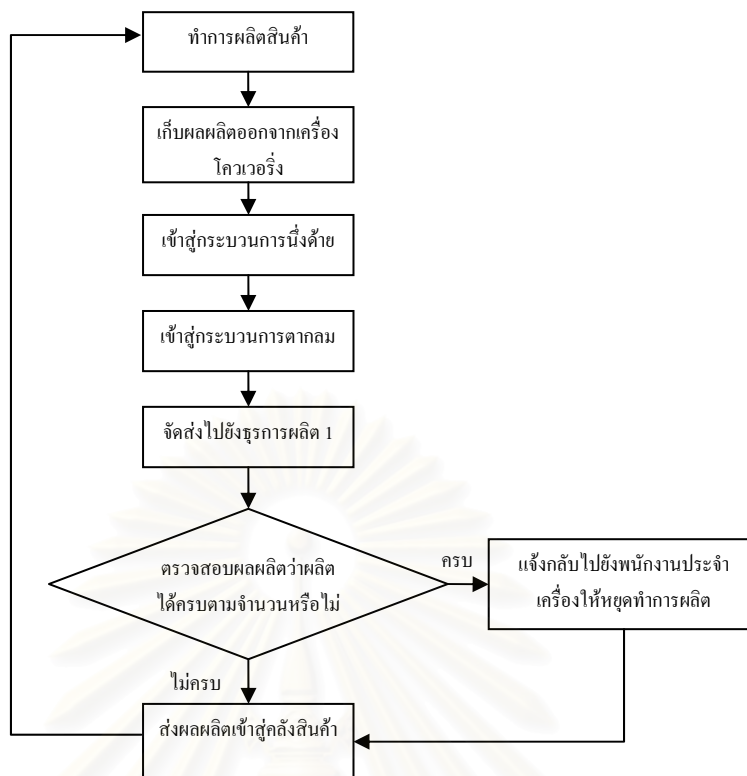 ทำการผลิตสินค้า
เก็บผลผลิตออกจากเครื่อง
โควเวอริ่ง
เข้าสู่กระบวนการนึ่งด้าย
เข้าสู่กระบวนการตากลม
จัดส่งไปยังธุรการผลิต 1
ตรวจสอบผลผลิตว่าผลิต
ได้ครบตามจำนวนหรือไม่
ครบ
แจ้งกลับไปยังพนักงานประจำ
เครื่องให้หยุดทำการผลิต
ไม่ครบ
ส่งผลผลิตเข้าสู่คลังสินค้า